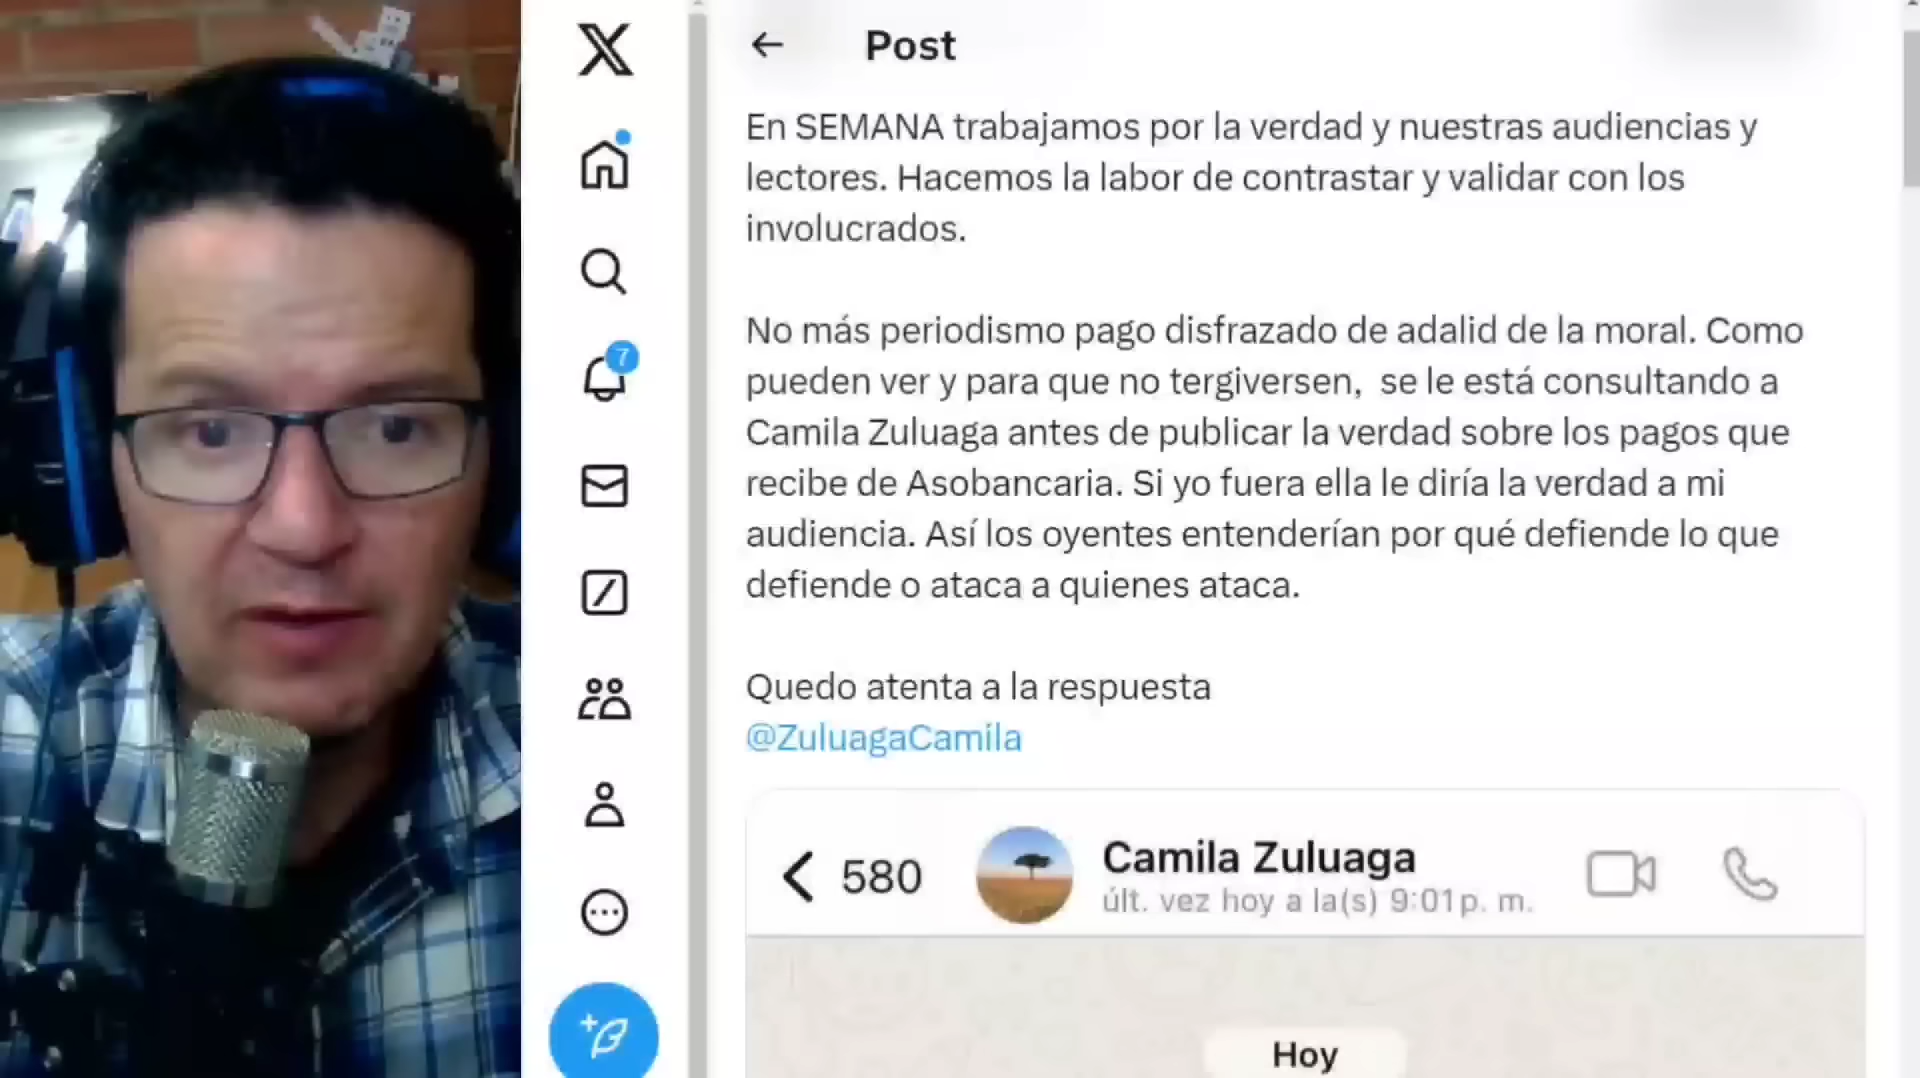 Post
En SEMANA trabajamos por la verdad y nuestras audiencias y
lectores. Hacemos la labor de contrastar y validar con los
involucrados.
No más periodismo pago disfrazado de adalid de la moral. Como
pueden ver y para que no tergiversen,  se le está consultando a
Camila Zuluaga antes de publicar la verdad sobre los pagos que
recibe de Asobancaria. Si yo fuera ella le diría la verdad a mi
audiencia. Así los oyentes entenderían por qué defiende lo que
defiende o ataca a quienes ataca.
Quedo atenta a la respuesta
@ZuluagaCamila
7
580
Camila Zuluaga
últ. vez hoy a la(s) 9:01 p. m.
Hoy